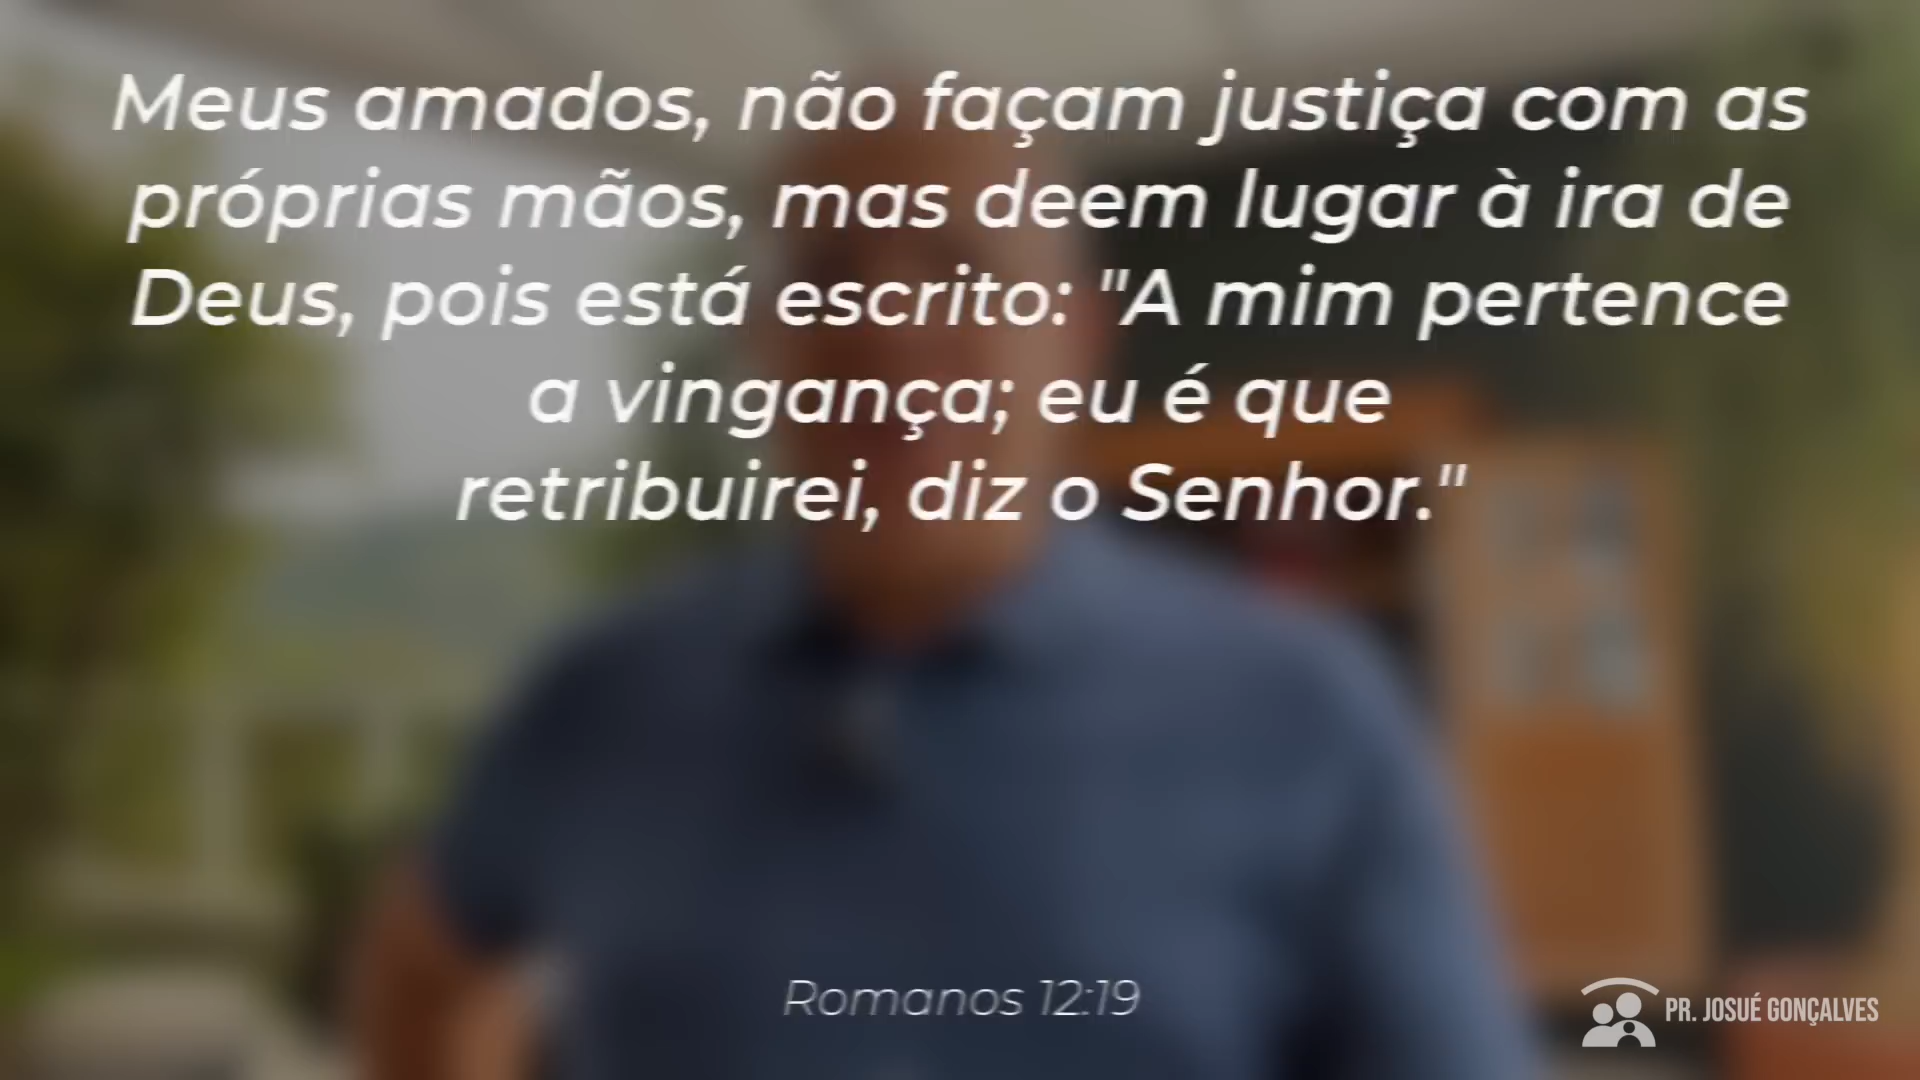 Meus amados, não façam justiça com as
próprias mãos, mas deem lugar à ira de
Deus, pois está escrito: "A mim pertence
a vingança; eu é que
retribuirei, diz o Senhor."
Romanos 12:19
PR. JOSUÉ GONÇALVES